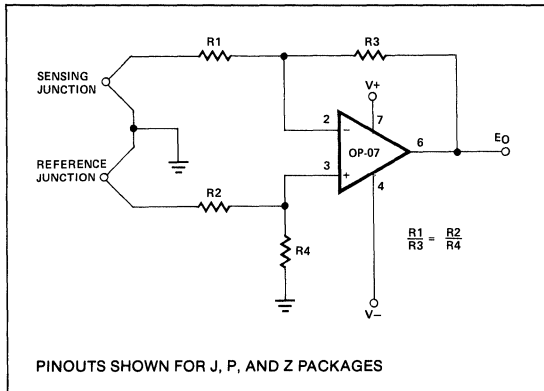 R1
R3
SENSING
JUNCTION
V+
2
7
−
OP-07
6
EO
REFERENCE
JUNCTION
3
+
4
R2
R1/R3 = R2/R4
R4
V−
PINOUTS SHOWN FOR J, P, AND Z PACKAGES